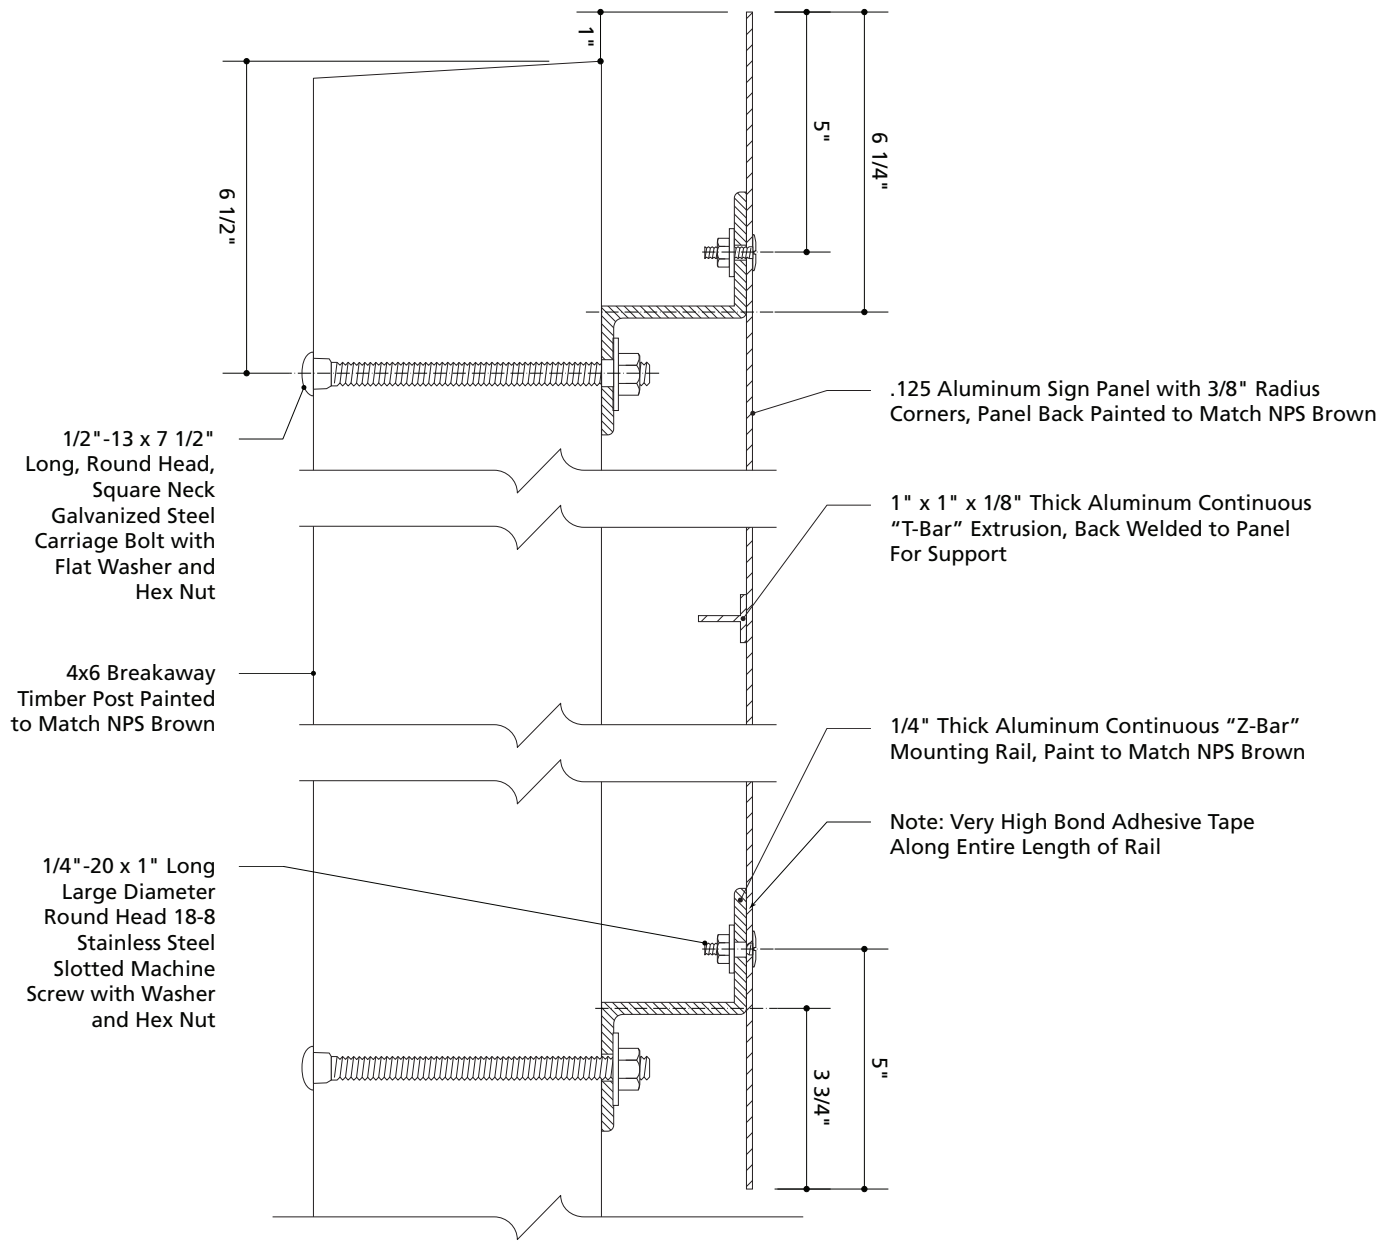 1"
5"
6 1/4"
6 1/2"
.125 Aluminum Sign Panel with 3/8" Radius
Corners, Panel Back Painted to Match NPS Brown
1/2"-13 x 7 1/2"
Long, Round Head,
Square Neck
Galvanized Steel
Carriage Bolt with
Flat Washer and
Hex Nut
1" x 1" x 1/8" Thick Aluminum Continuous
“T-Bar” Extrusion, Back Welded to Panel
For Support
4x6 Breakaway
Timber Post Painted
to Match NPS Brown
1/4" Thick Aluminum Continuous “Z-Bar”
Mounting Rail, Paint to Match NPS Brown
Note: Very High Bond Adhesive Tape
Along Entire Length of Rail
1/4"-20 x 1" Long
Large Diameter
Round Head 18-8
Stainless Steel
Slotted Machine
Screw with Washer
and Hex Nut
5"
3 3/4"